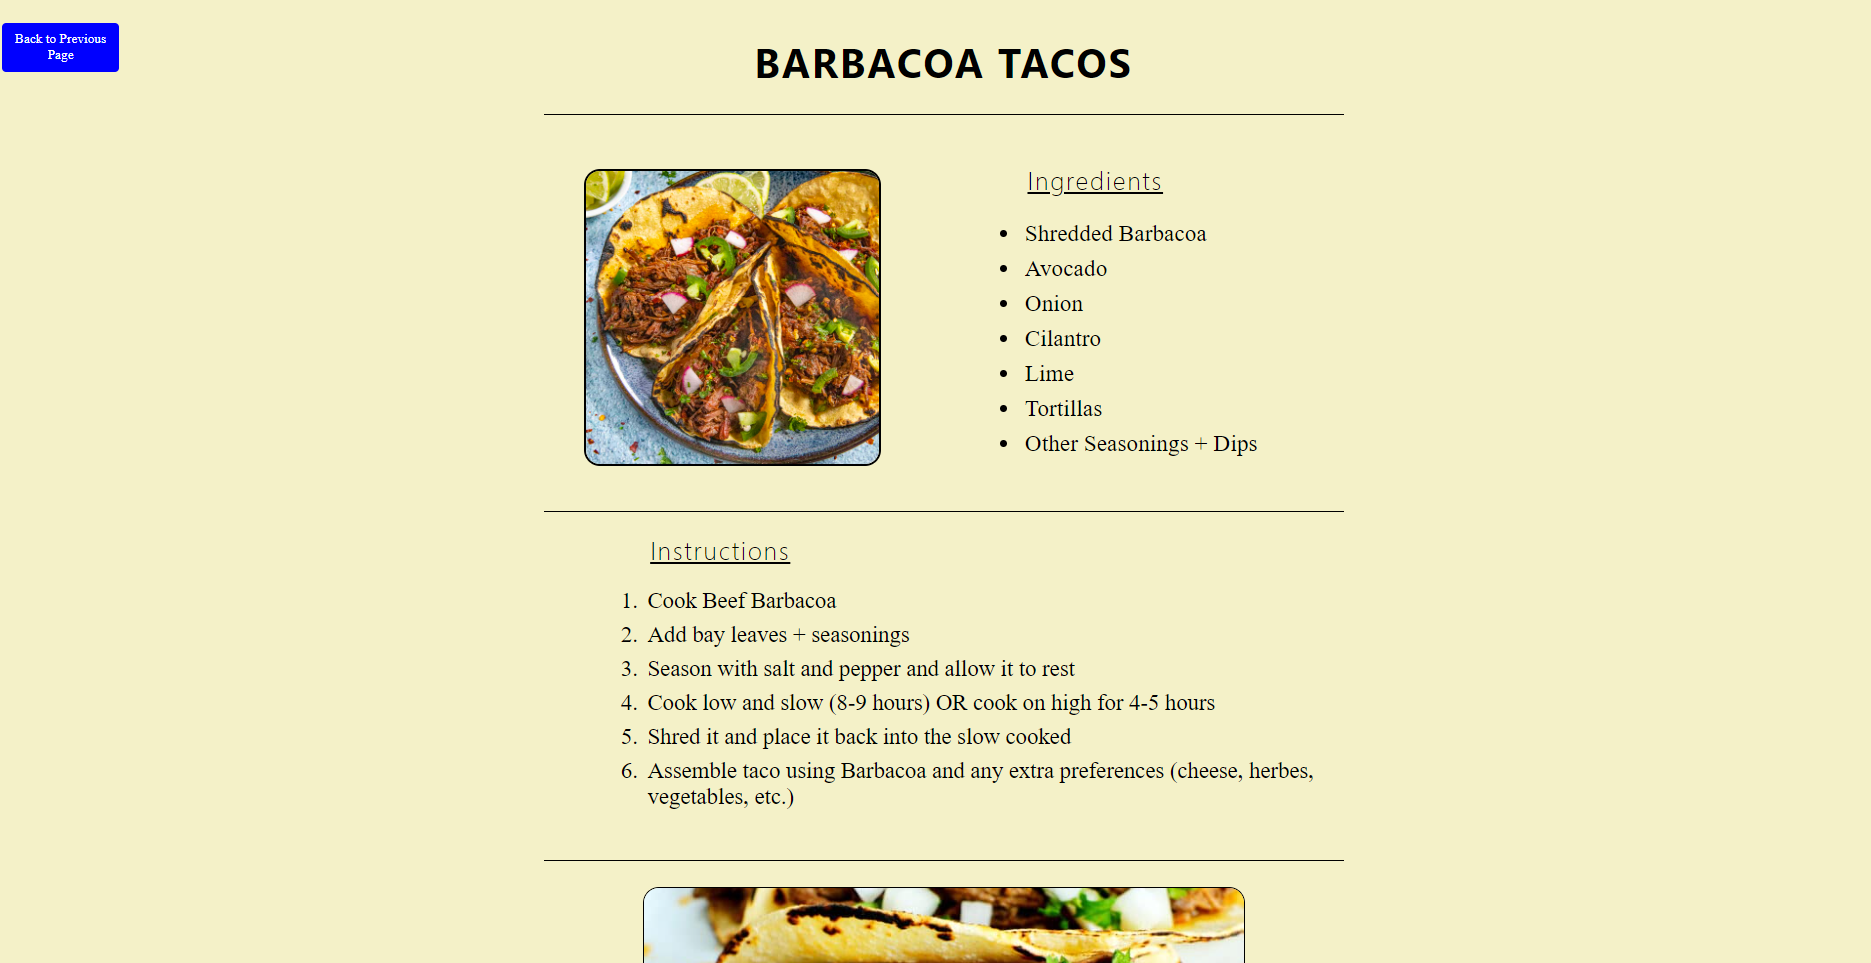 Back to Previous
Page
BARBACOA TACOS
Ingredients
• Shredded Barbacoa
• Avocado
• Onion
• Cilantro
• Lime
• Tortillas
• Other Seasonings + Dips
Instructions
1. Cook Beef Barbacoa
2. Add bay leaves + seasonings
3. Season with salt and pepper and allow it to rest
4. Cook low and slow (8-9 hours) OR cook on high for 4-5 hours
5. Shred it and place it back into the slow cooked
6. Assemble taco using Barbacoa and any extra preferences (cheese, herbes,
vegetables, etc.)